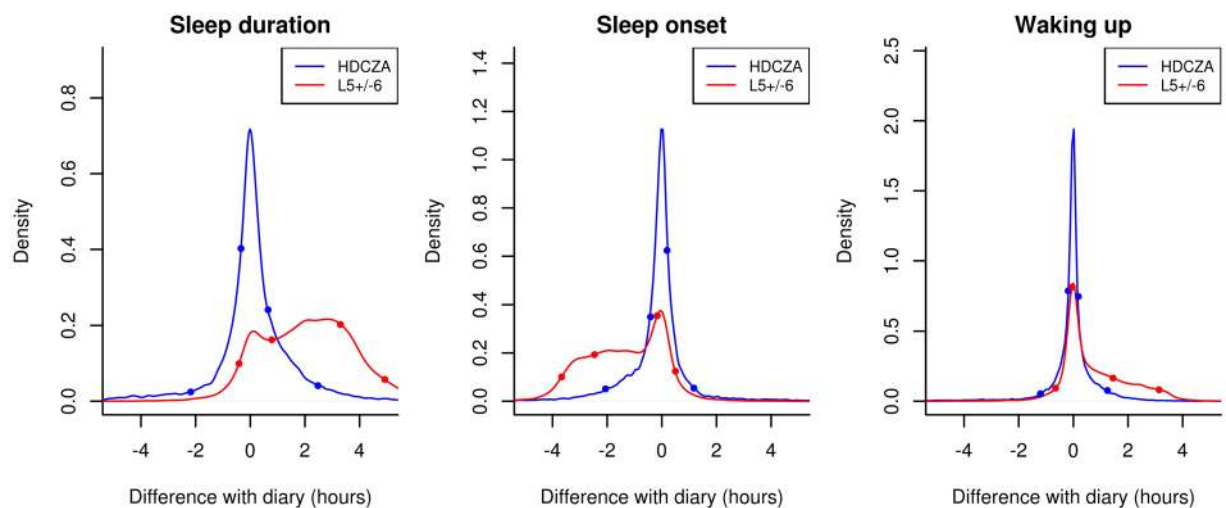 Sleep duration
HDCZA
L5+/-6
Density
0.0
0.2
0.4
0.6
0.8
-4 -2 0 2 4
Difference with diary (hours)
Sleep onset
HDCZA
L5+/-6
Density
0.0
0.2
0.4
0.6
0.8
1.0
1.2
1.4
-4 -2 0 2 4
Difference with diary (hours)
Waking up
HDCZA
L5+/-6
Density
0.0
0.5
1.0
1.5
2.0
2.5
-4 -2 0 2 4
Difference with diary (hours)